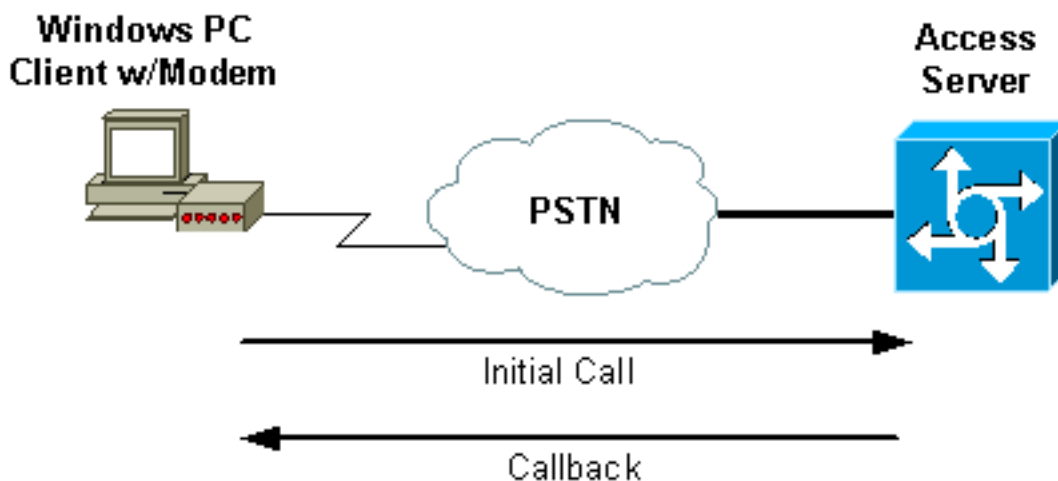 Windows PC
Client w/Modem
Access
Server
PSTN
Initial Call
Callback